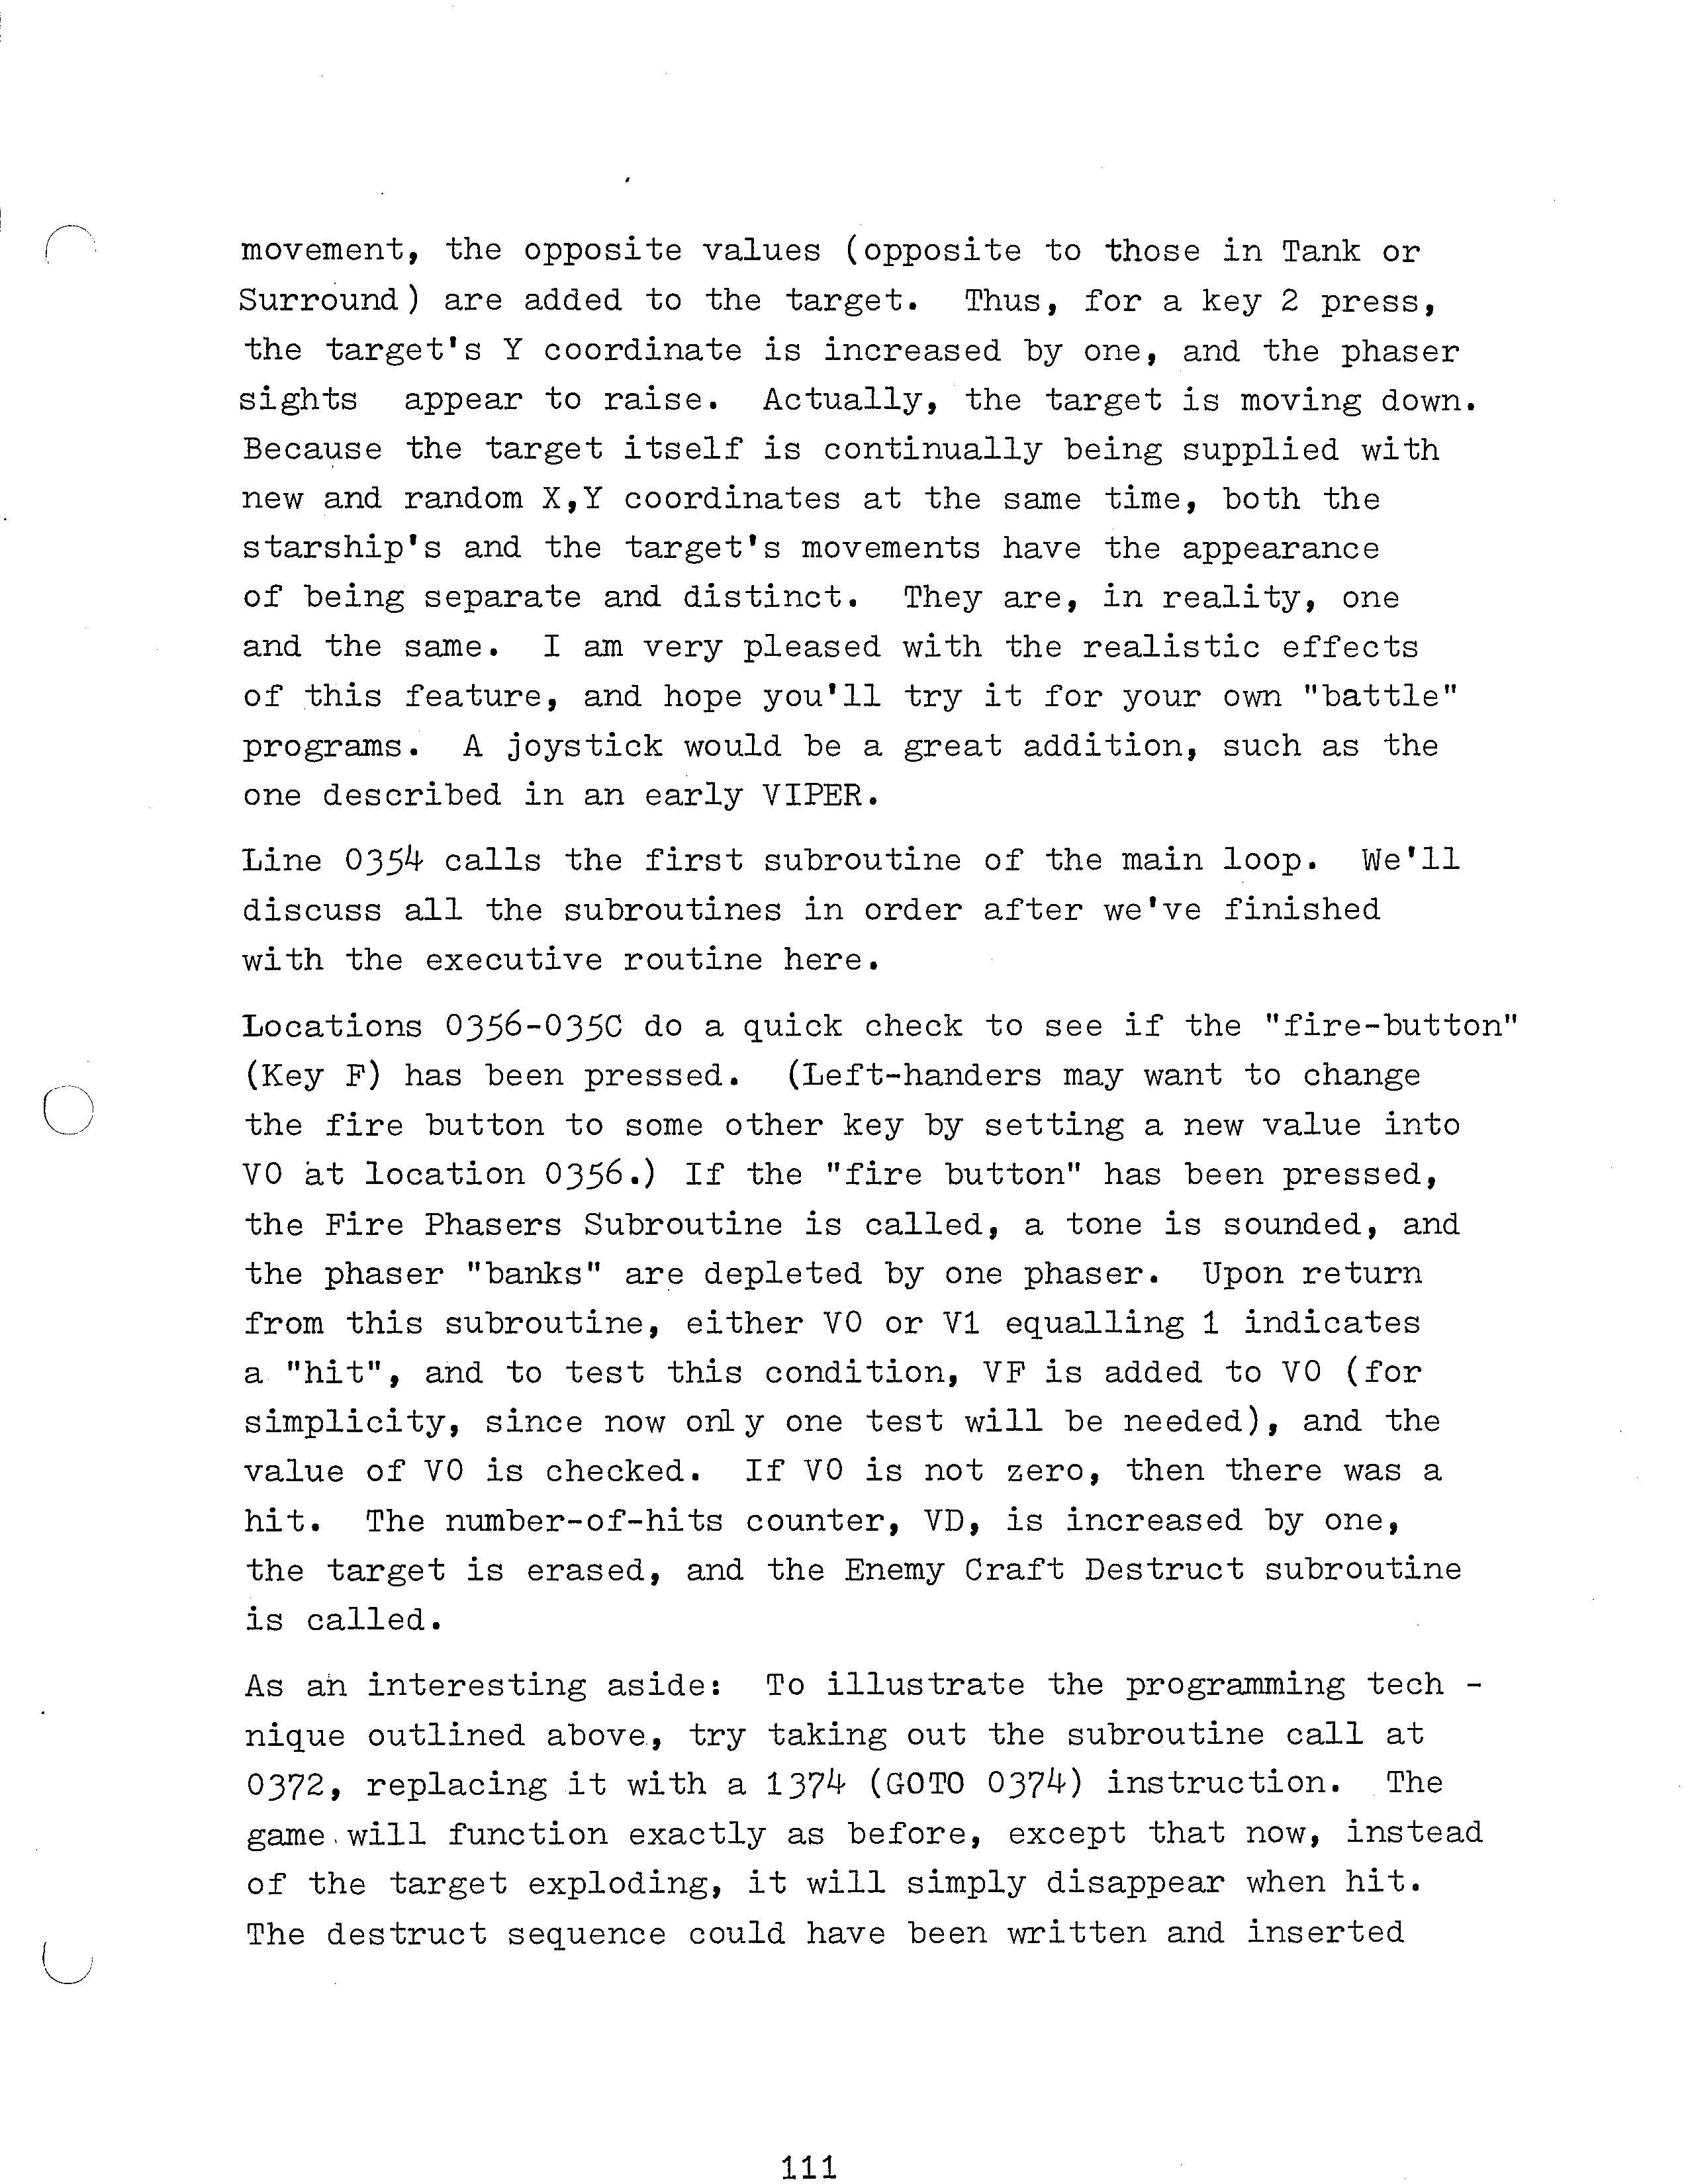 movement, the opposite values (opposite to those in Tank or
Surround) are added to the target.  Thus, for a key 2 press,
the target's Y coordinate is increased by one, and the phaser
sights  appear to raise.  Actually, the target is moving down.
Because the target itself is continually being supplied with
new and random X,Y coordinates at the same time, both the
starship's and the target's movements have the appearance
of being separate and distinct.  They are, in reality, one
and the same.  I am very pleased with the realistic effects
of this feature, and hope you'll try it for your own "battle"
programs.  A joystick would be a great addition, such as the
one described in an early VIPER.
Line 0354 calls the first subroutine of the main loop.  We'll
discuss all the subroutines in order after we've finished
with the executive routine here.
Locations 0356-035C do a quick check to see if the "fire-button"
(Key F) has been pressed.  (Left-handers may want to change
the fire button to some other key by setting a new value into
V0 at location 0356.) If the "fire button" has been pressed,
the Fire Phasers Subroutine is called, a tone is sounded, and
the phaser "banks" are depleted by one phaser.  Upon return
from this subroutine, either V0 or V1 equalling 1 indicates
a "hit", and to test this condition, VF is added to V0 (for
simplicity, since now only one test will be needed), and the
value of V0 is checked.  If V0 is not zero, then there was a
hit.  The number-of-hits counter, VD, is increased by one,
the target is erased, and the Enemy Craft Destruct subroutine
is called.
As an interesting aside:  To illustrate the programming tech -
nique outlined above, try taking out the subroutine call at
0372, replacing it with a 1374 (GOTO 0374) instruction.  The
game will function exactly as before, except that now, instead
of the target exploding, it will simply disappear when hit.
The destruct sequence could have been written and inserted
111